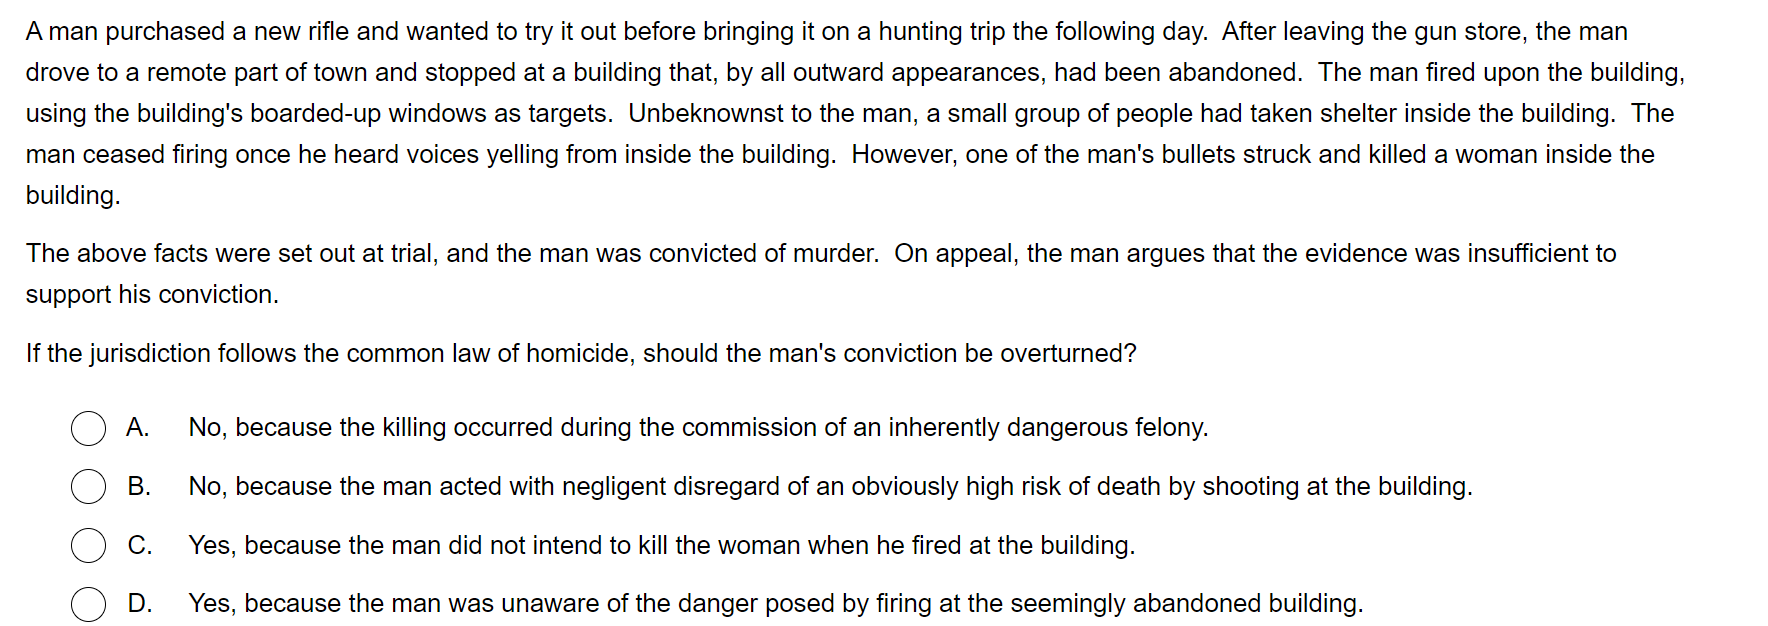 A man purchased a new rifle and wanted to try it out before bringing it on a hunting trip the following day.  After leaving the gun store, the man
drove to a remote part of town and stopped at a building that, by all outward appearances, had been abandoned.  The man fired upon the building,
using the building's boarded-up windows as targets.  Unbeknownst to the man, a small group of people had taken shelter inside the building.  The
man ceased firing once he heard voices yelling from inside the building.  However, one of the man's bullets struck and killed a woman inside the
building.
The above facts were set out at trial, and the man was convicted of murder.  On appeal, the man argues that the evidence was insufficient to
support his conviction.
If the jurisdiction follows the common law of homicide, should the man's conviction be overturned?
A. No, because the killing occurred during the commission of an inherently dangerous felony.
B. No, because the man acted with negligent disregard of an obviously high risk of death by shooting at the building.
C. Yes, because the man did not intend to kill the woman when he fired at the building.
D. Yes, because the man was unaware of the danger posed by firing at the seemingly abandoned building.